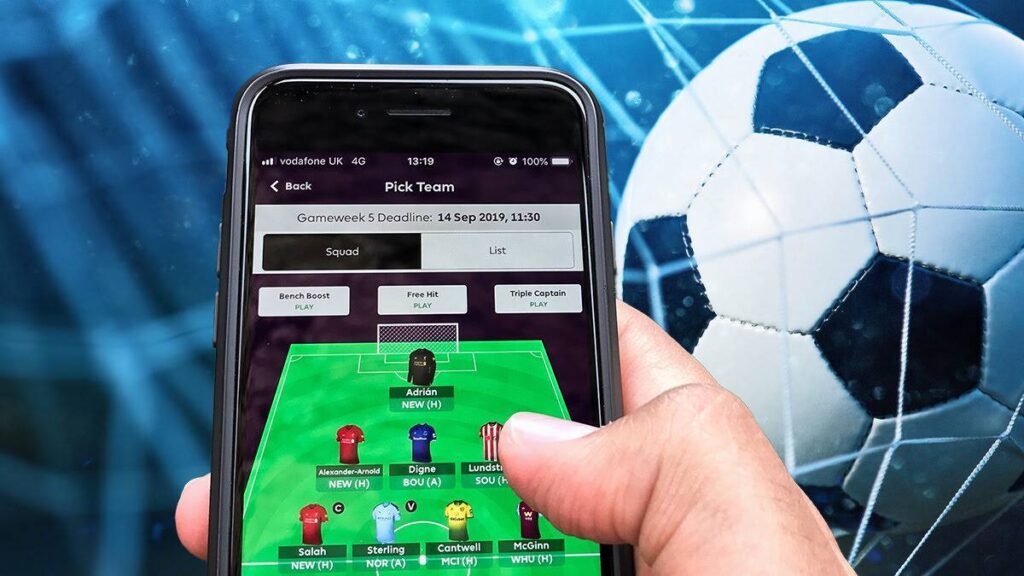 vodafone UK 4G 13:19 100%
Back Pick Team
Gameweek 5 Deadline: 14 Sep 2019, 11:30
Squad List
Bench Boost Free Hit Triple Captain
PLAY PLAY PLAY
Adrián
NEW (H)
Alexander-Arnold Digne
NEW (H) BOU (A) SOU
C V
Salah Sterling Cantwell McGinn
NEW (H) NOR (A) MCI (H) WHU (H)